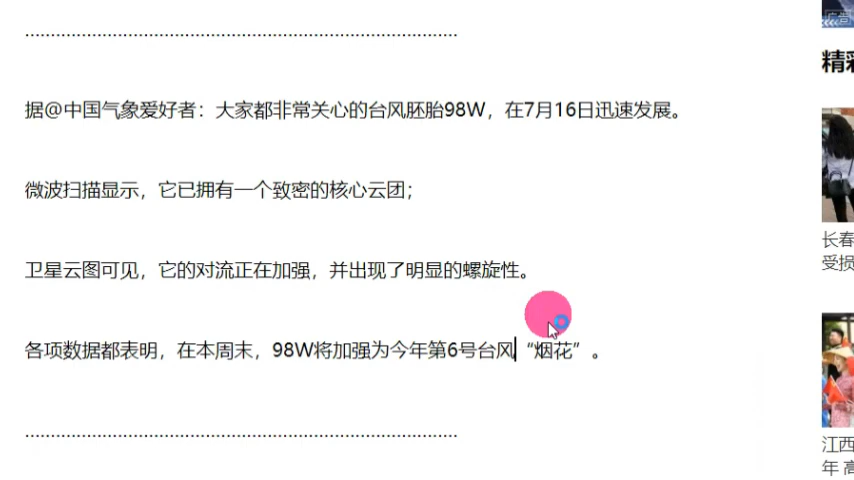 ................................................................................
广告
精彩
据@中国气象爱好者：大家都非常关心的台风胚胎98W，在7月16日迅速发展。
微波扫描显示，它已拥有一个致密的核心云团；
卫星云图可见，它的对流正在加强，并出现了明显的螺旋性。
各项数据都表明，在本周末，98W将加强为今年第6号台风“烟花”。
................................................................................
长春
受损
江西
年 高